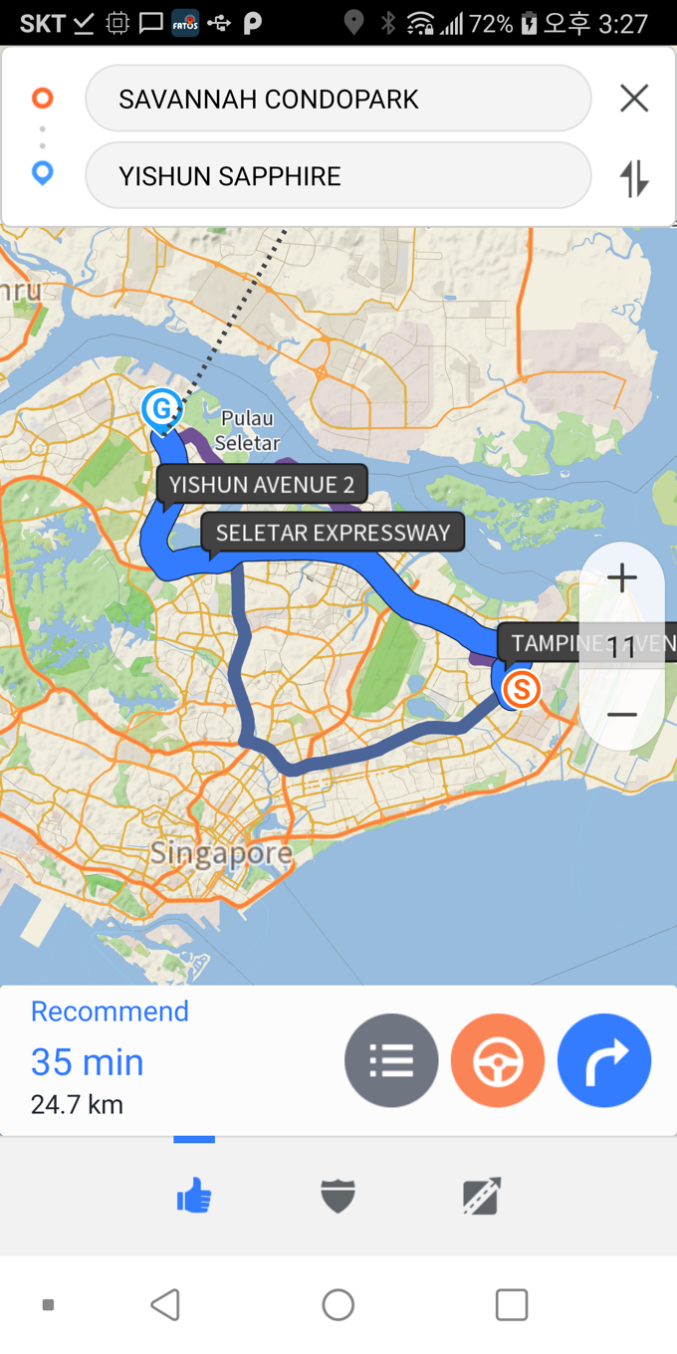 SKT FATOS 72% 오후 3:27
SAVANNAH CONDOPARK
YISHUN SAPPHIRE
hru
G
Pulau
Seletar
YISHUN AVENUE 2
SELETAR EXPRESSWAY
TAMPINES AVEN
11
S
Singapore
Recommend
35 min
24.7 km